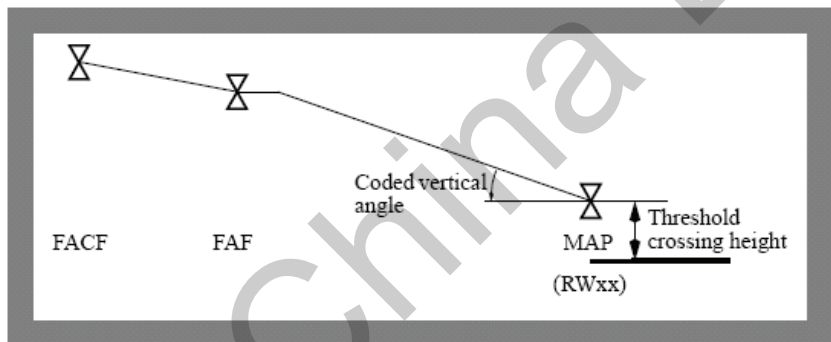 Coded vertical
angle
Threshold
crossing height
FACF
FAF
MAP
(RWxx)
China